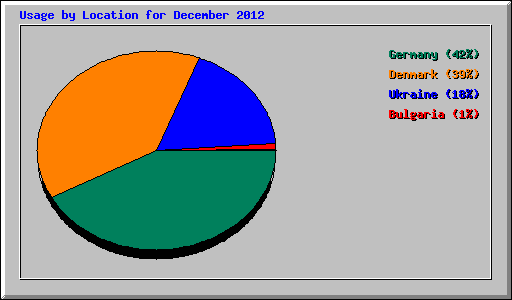 Usage by Location for December 2012
Germany (42%)
Denmark (39%)
Ukraine (18%)
Bulgaria (1%)